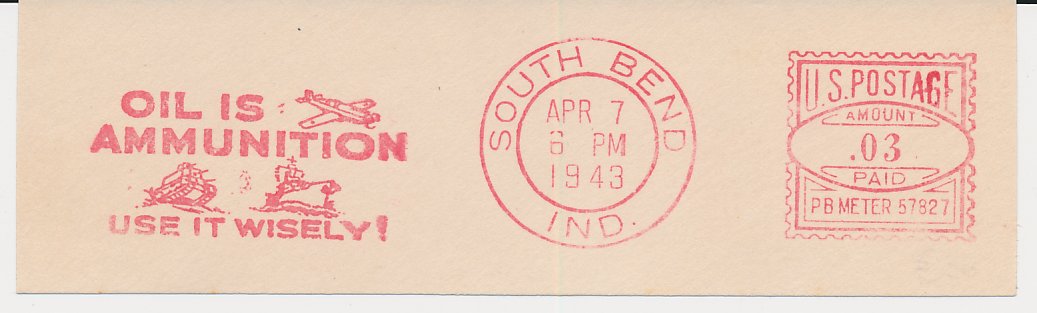 OIL IS
AMMUNITION
USE IT WISELY!
SOUTH BEND
APR 7
6 PM
1943
IND.
U.S. POSTAGE
AMOUNT
.03
PAID
PB METER 57827